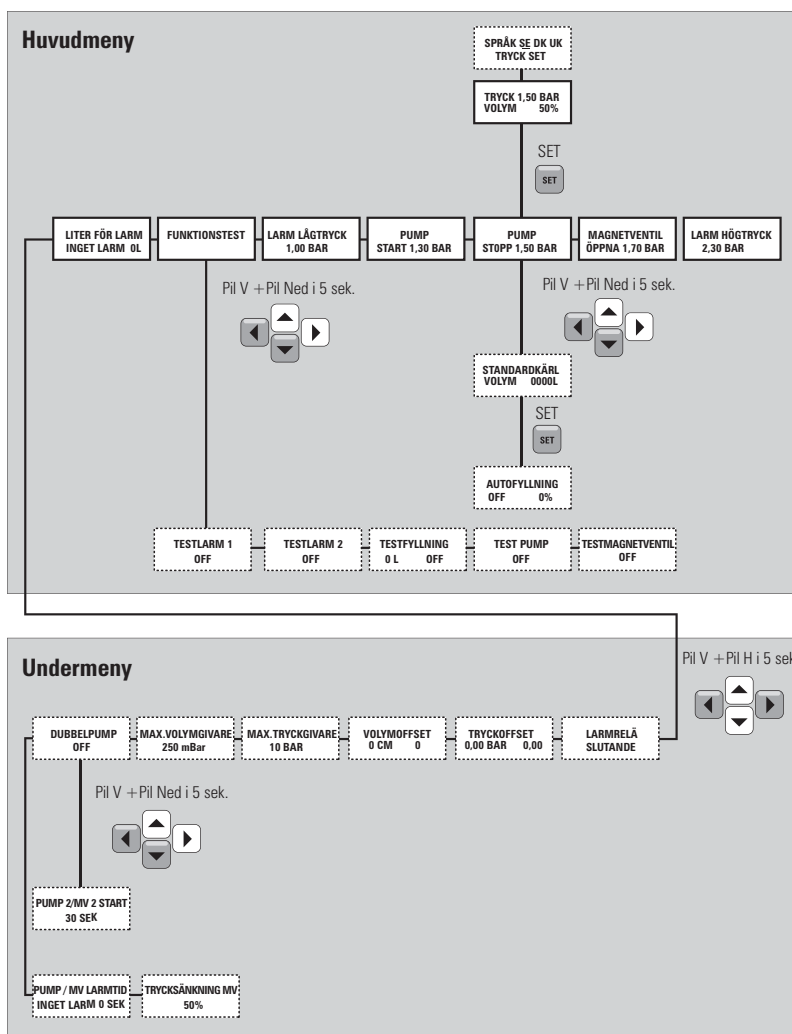 Huvudmeny
SPRÅK SE DK UK
TRYCK SET
TRYCK 1,50 BAR
VOLYM 50%
SET
SET
LITER FÖR LARM
INGET LARM 0L
FUNKTIONSTEST
LARM LÅGTRYCK
1,00 BAR
PUMP
START 1,30 BAR
PUMP
STOPP 1,50 BAR
MAGNETVENTIL
ÖPPNA 1,70 BAR
LARM HÖGTRYCK
2,30 BAR
Pil V +Pil Ned i 5 sek.
Pil V +Pil Ned i 5 sek.
STANDARDKÄRL
VOLYM 0000L
SET
SET
AUTOFYLLNING
OFF 0%
TESTLARM 1
OFF
TESTLARM 2
OFF
TESTFYLLNING
0 L OFF
TEST PUMP
OFF
TESTMAGNETVENTIL
OFF
Undermeny
Pil V +Pil H i 5 sek
DUBBELPUMP
OFF
MAX.VOLYMGIVARE
250 mBar
MAX.TRYCKGIVARE
10 BAR
VOLYMOFFSET
0 CM 0
TRYCKOFFSET
0,00 BAR 0,00
LARMRELÄ
SLUTANDE
Pil V +Pil Ned i 5 sek.
PUMP 2/MV 2 START
30 SEK
PUMP / MV LARMTID
INGET LARM 0 SEK
TRYCKSÄNKNING MV
50%